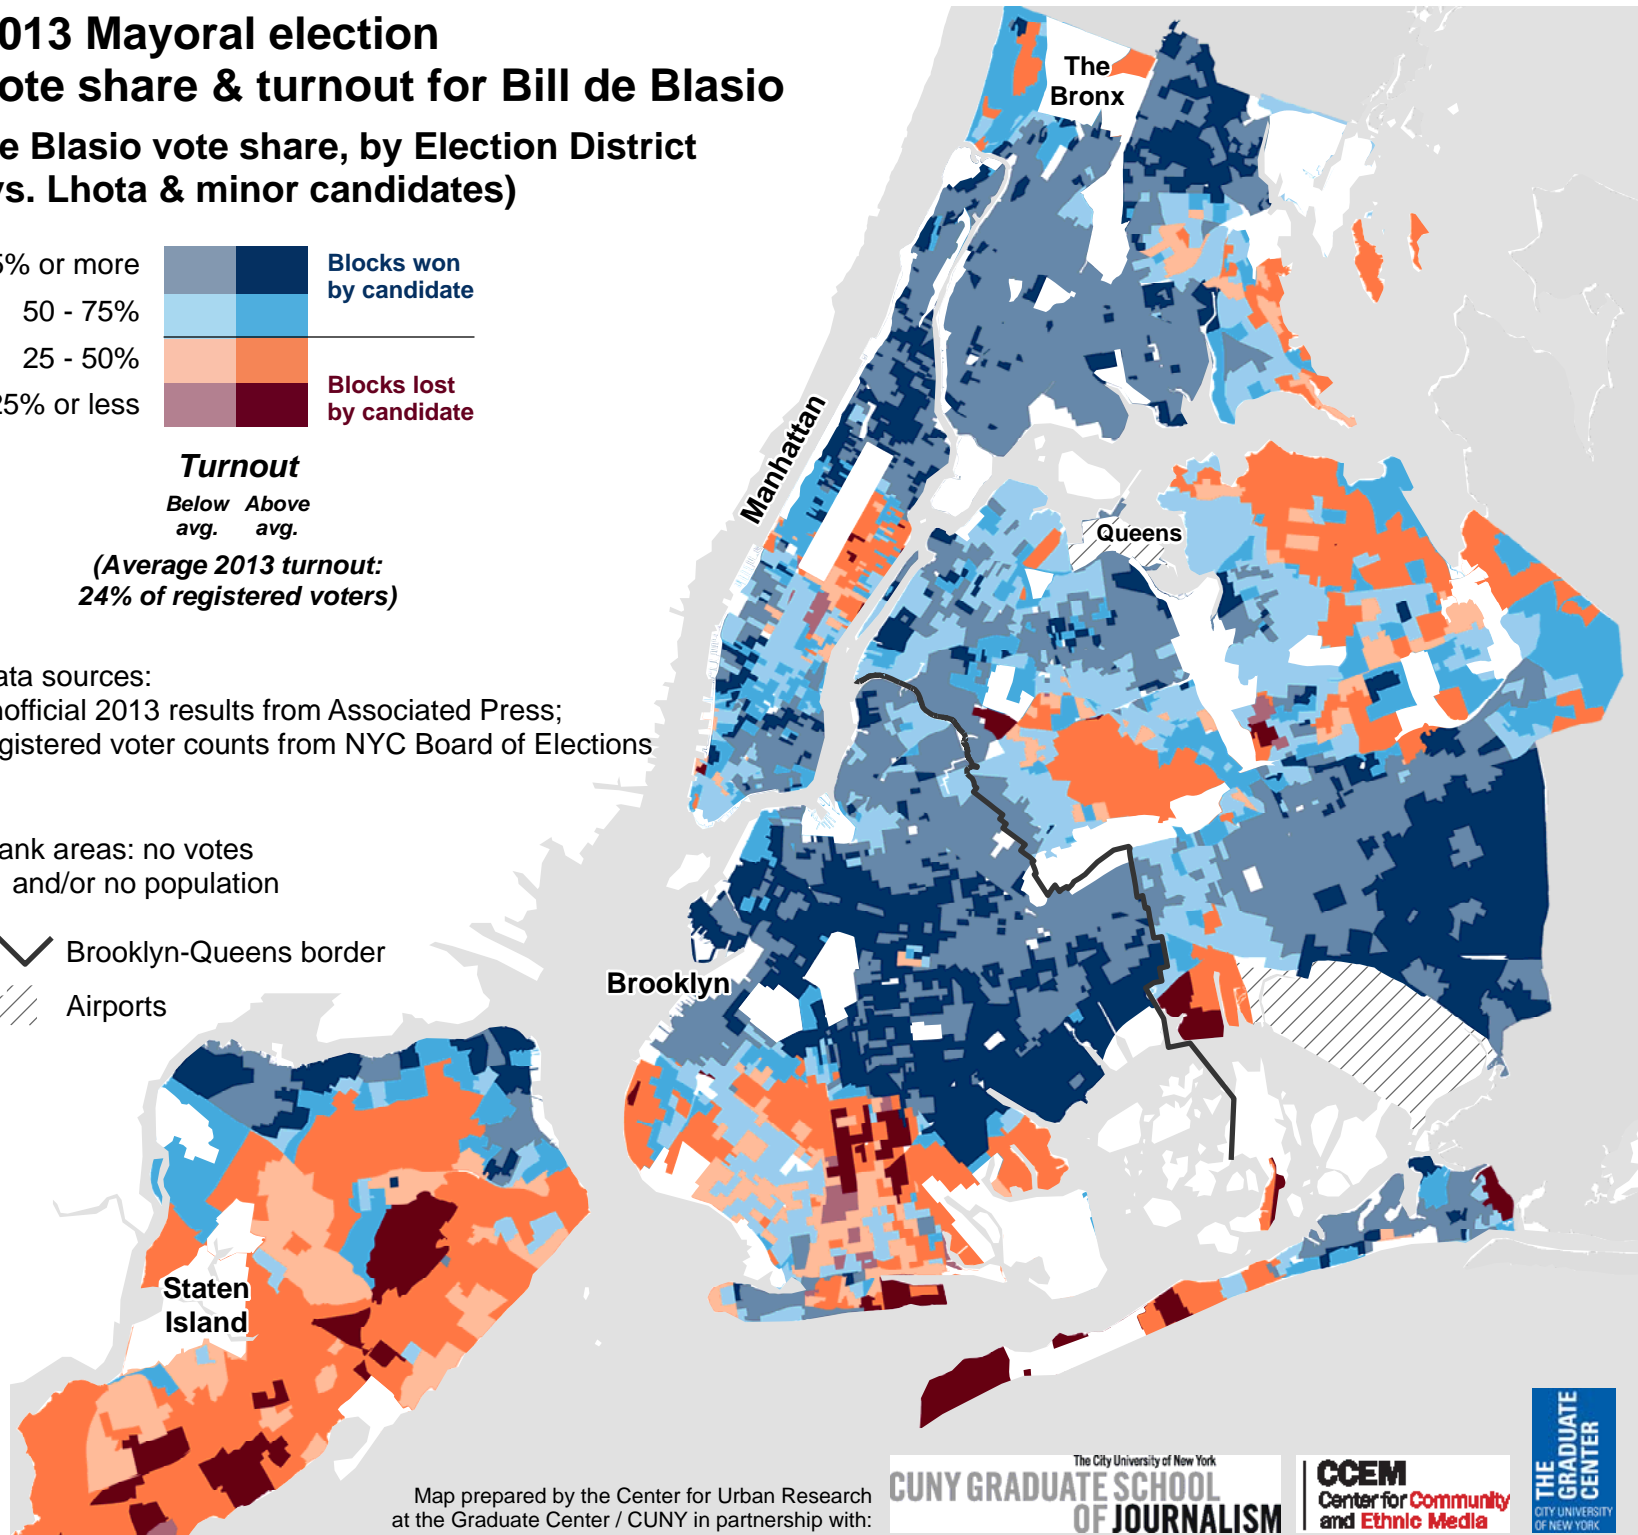 013 Mayoral election
ote share & turnout for Bill de Blasio
e Blasio vote share, by Election District
vs. Lhota & minor candidates)
5% or more
50 - 75%
25 - 50%
25% or less
Blocks won
by candidate
Blocks lost
by candidate
Turnout
Below Above
avg. avg.
(Average 2013 turnout:
24% of registered voters)
ata sources:
nofficial 2013 results from Associated Press;
egistered voter counts from NYC Board of Elections
ank areas: no votes
and/or no population
Brooklyn-Queens border
Airports
The
Bronx
Manhattan
Queens
Brooklyn
Staten
Island
Map prepared by the Center for Urban Research
at the Graduate Center / CUNY in partnership with:
The City University of New York
CUNY GRADUATE SCHOOL
OF JOURNALISM
CCEM
Center for Community
and Ethnic Media
THE
GRADUATE
CENTER
CITY UNIVERSITY
OF NEW YORK